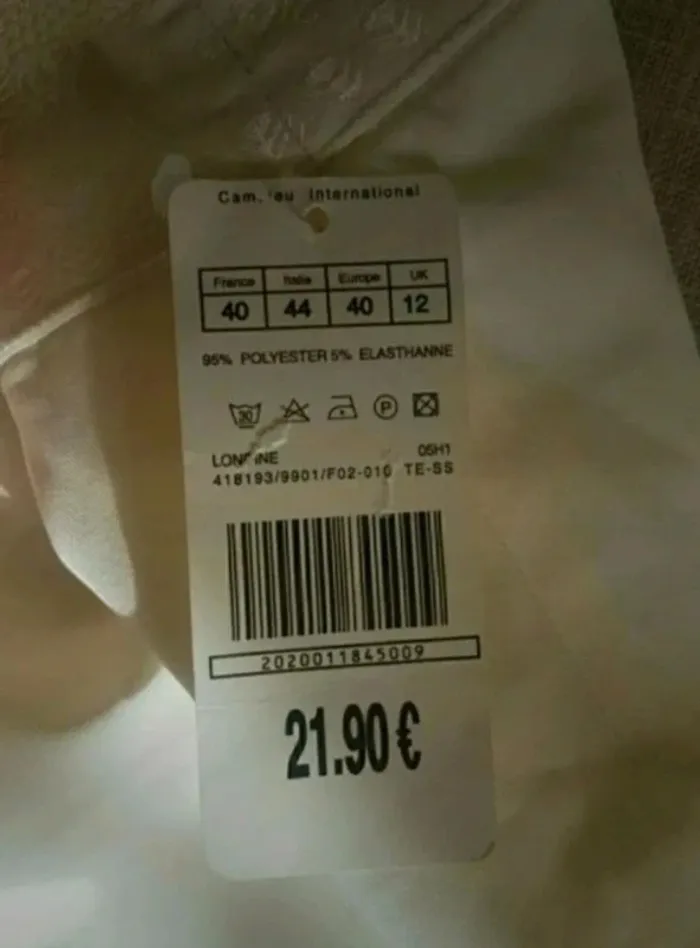 International
France Italie Europe UK
40 44 40 12
95% POLYESTER 5% ELASTHANNE
30 P
05H1
418193/9901/F02-010 TE-SS
2020011845009
21.90€